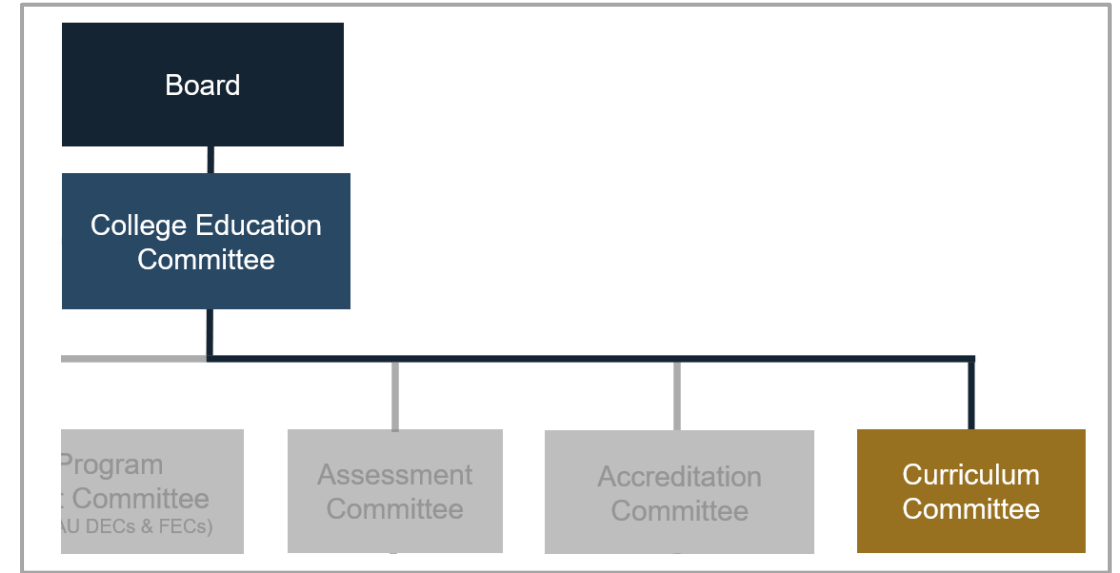 Board
College Education
Committee
Program
Committee
AU DECs & FECs)
Assessment
Committee
Accreditation
Committee
Curriculum
Committee